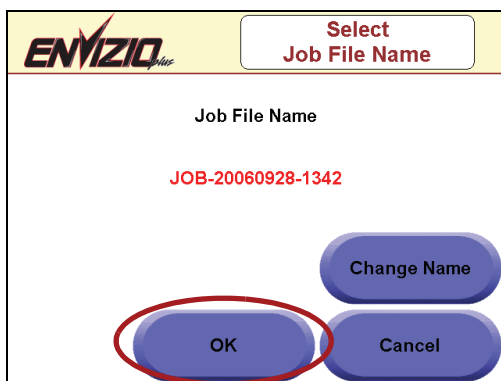 ENVIZIO plus
Select
Job File Name
Job File Name
JOB-20060928-1342
Change Name
OK
Cancel